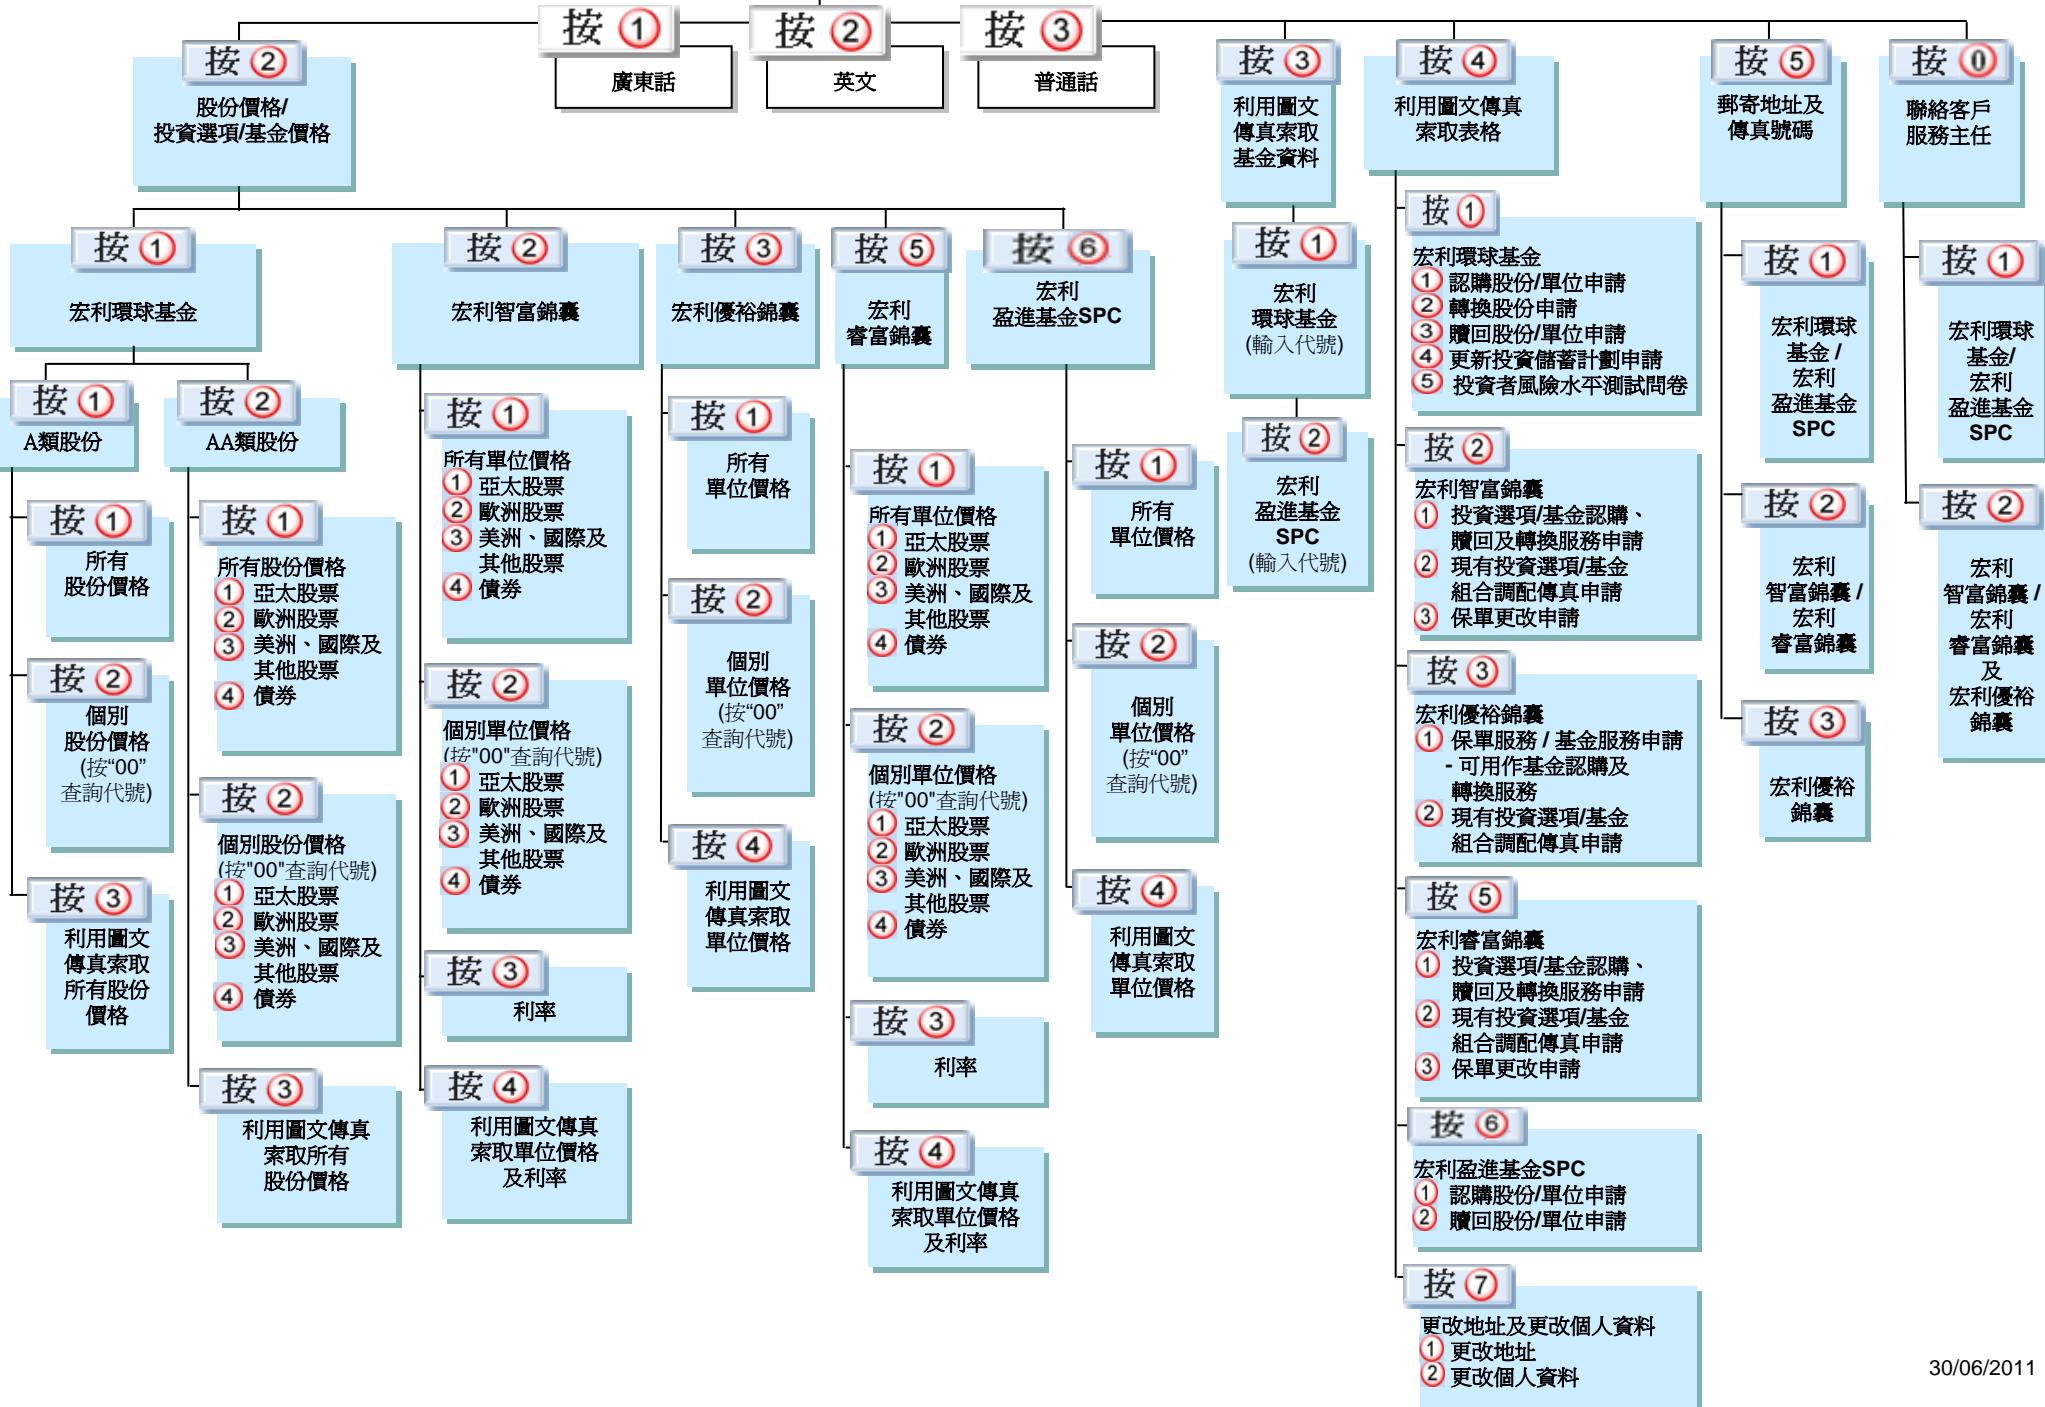 按 1
廣東話
按 2
英文
按 3
普通話
按 2
股份價格/
投資選項/基金價格
按 1
宏利環球基金
按 1
A類股份
按 1
所有
股份價格
按 2
個別
股份價格
(按“00”
查詢代號)
按 3
利用圖文
傳真索取
所有股份
價格
按 2
AA類股份
按 1
所有股份價格
1 亞太股票
2 歐洲股票
3 美洲、國際及
其他股票
4 債券
按 2
個別股份價格
(按"00"查詢代號)
1 亞太股票
2 歐洲股票
3 美洲、國際及
其他股票
4 債券
按 3
利用圖文傳真
索取所有
股份價格
按 2
宏利智富錦囊
按 1
所有單位價格
1 亞太股票
2 歐洲股票
3 美洲、國際及
其他股票
4 債券
按 2
個別單位價格
(按"00"查詢代號)
1 亞太股票
2 歐洲股票
3 美洲、國際及
其他股票
4 債券
按 3
利率
按 4
利用圖文傳真
索取單位價格
及利率
按 3
宏利優裕錦囊
按 1
所有
單位價格
按 2
個別
單位價格
(按“00”
查詢代號)
按 4
利用圖文
傳真索取
單位價格
按 5
宏利
睿富錦囊
按 1
所有單位價格
1 亞太股票
2 歐洲股票
3 美洲、國際及
其他股票
4 債券
按 2
個別單位價格
(按"00"查詢代號)
1 亞太股票
2 歐洲股票
3 美洲、國際及
其他股票
4 債券
按 3
利率
按 4
利用圖文傳真
索取單位價格
及利率
按 6
宏利
盈進基金SPC
按 1
所有
單位價格
按 2
個別
單位價格
(按“00”
查詢代號)
按 4
利用圖文
傳真索取
單位價格
按 3
利用圖文
傳真索取
基金資料
按 1
宏利
環球基金
(輸入代號)
按 2
宏利
盈進基金
SPC
(輸入代號)
按 4
利用圖文傳真
索取表格
按 1
宏利環球基金
1 認購股份/單位申請
2 轉換股份申請
3 贖回股份/單位申請
4 更新投資儲蓄計劃申請
5 投資者風險水平測試問卷
按 2
宏利智富錦囊
1 投資選項/基金認購、
贖回及轉換服務申請
2 現有投資選項/基金
組合調配傳真申請
3 保單更改申請
按 3
宏利優裕錦囊
1 保單服務 / 基金服務申請
- 可用作基金認購及
轉換服務
2 現有投資選項/基金
組合調配傳真申請
按 5
宏利睿富錦囊
1 投資選項/基金認購、
贖回及轉換服務申請
2 現有投資選項/基金
組合調配傳真申請
3 保單更改申請
按 6
宏利盈進基金SPC
1 認購股份/單位申請
2 贖回股份/單位申請
按 7
更改地址及更改個人資料
1 更改地址
2 更改個人資料
按 5
郵寄地址及
傳真號碼
按 1
宏利環球
基金 /
宏利
盈進基金
SPC
按 2
宏利
智富錦囊 /
宏利
睿富錦囊
按 3
宏利優裕
錦囊
按 0
聯絡客戶
服務主任
按 1
宏利環球
基金/
宏利
盈進基金
SPC
按 2
宏利
智富錦囊 /
宏利
睿富錦囊
及
宏利優裕
錦囊
30/06/2011